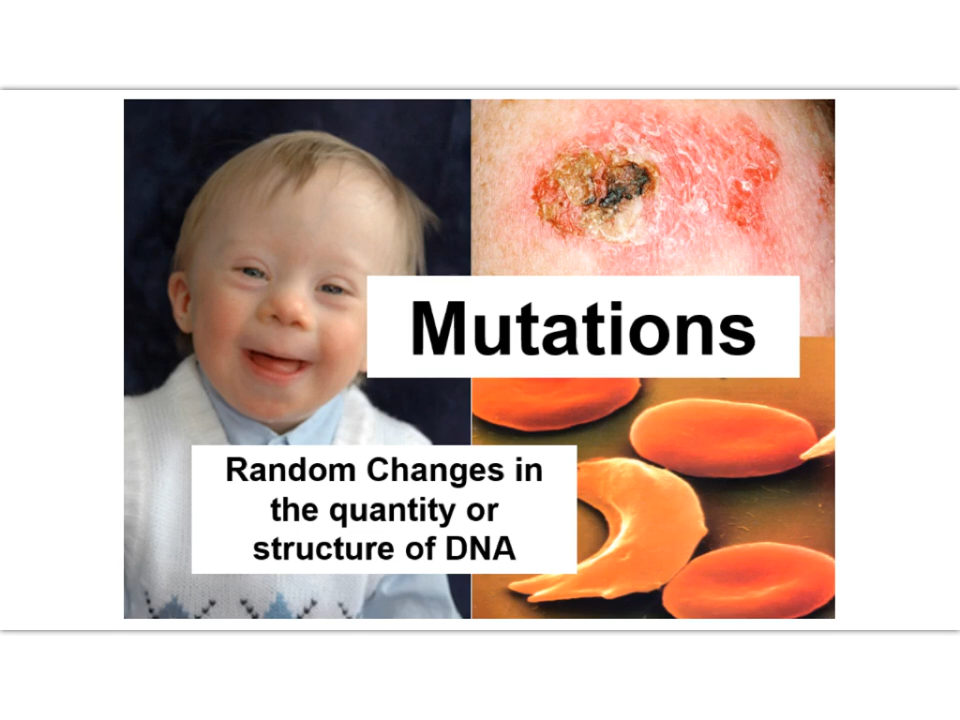 Mutations
Random Changes in
the quantity or
structure of DNA